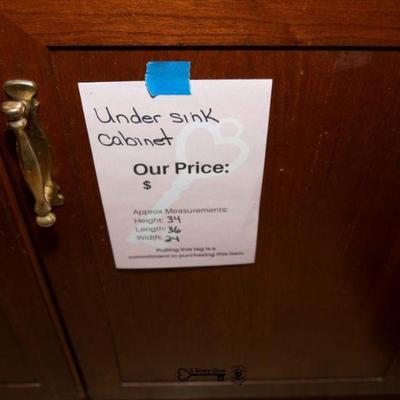 Under sink
cabinet
Our Price:
$
Approx Measurements:
Height: 34
Length: 36
Width: 24
Pulling this tag is a
commitment to purchasing this item.